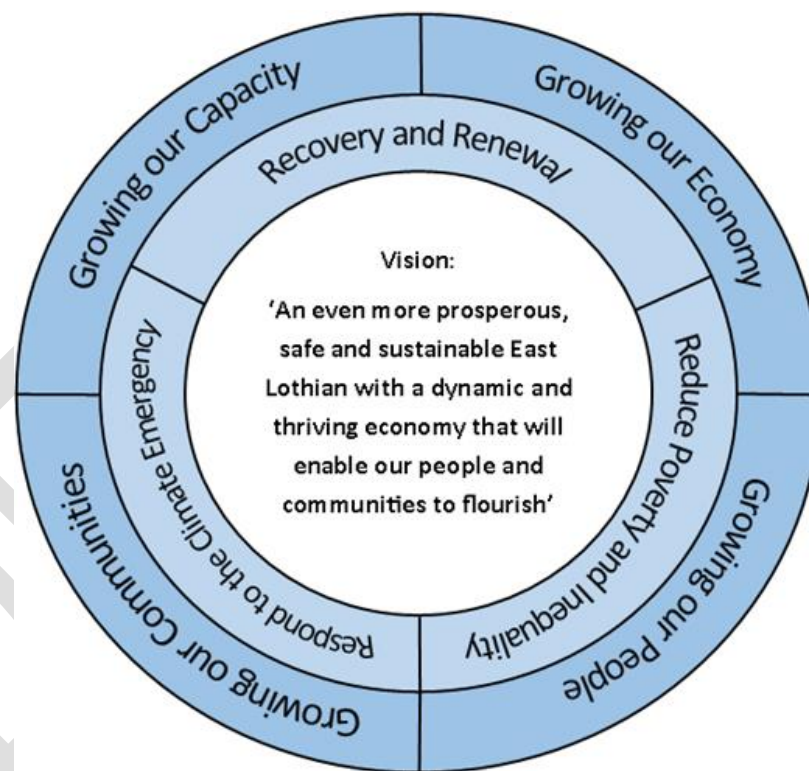 Growing our Capacity
Growing our Economy
Recovery and Renewal
Vision:
‘An even more prosperous,
safe and sustainable East
Lothian with a dynamic and
thriving economy that will
enable our people and
communities to flourish’
Respond to the Climate Emergency
Reduce Poverty and Inequality
Growing our Communities
Growing our People